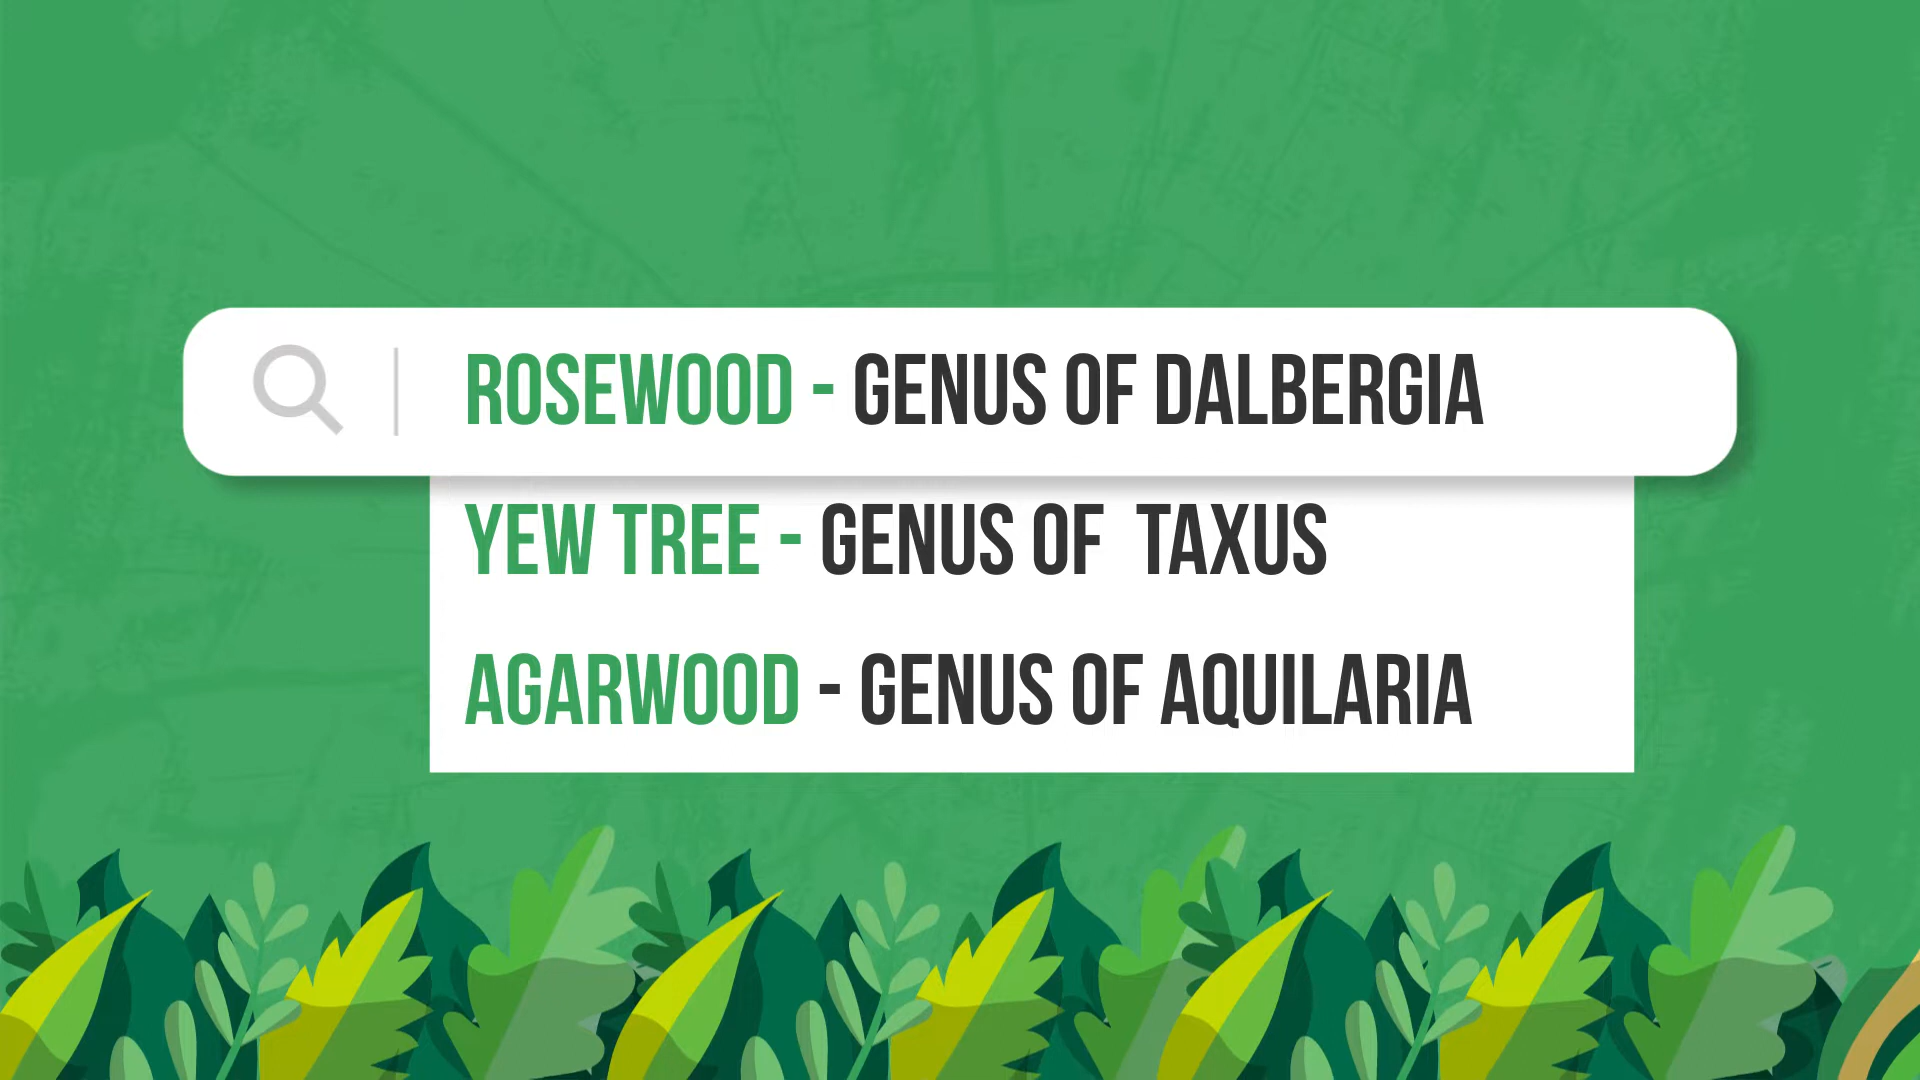 ROSEWOOD - GENUS OF DALBERGIA
YEW TREE - GENUS OF TAXUS
AGARWOOD - GENUS OF AQUILARIA